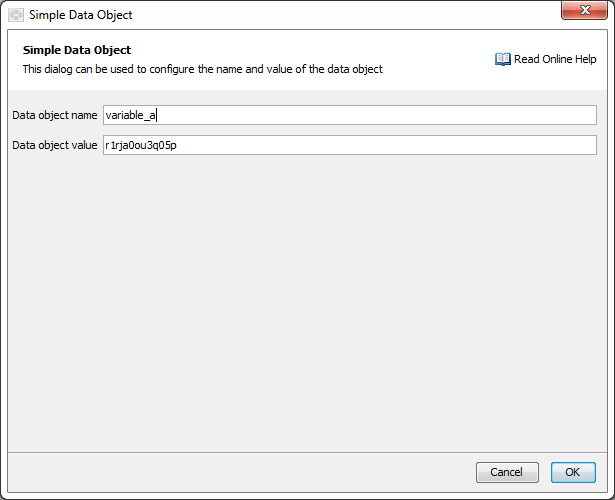 Simple Data Object
Simple Data Object
This dialog can be used to configure the name and value of the data object
Read Online Help
Data object name variable_a
Data object value r1rja0ou3q05p
Cancel OK